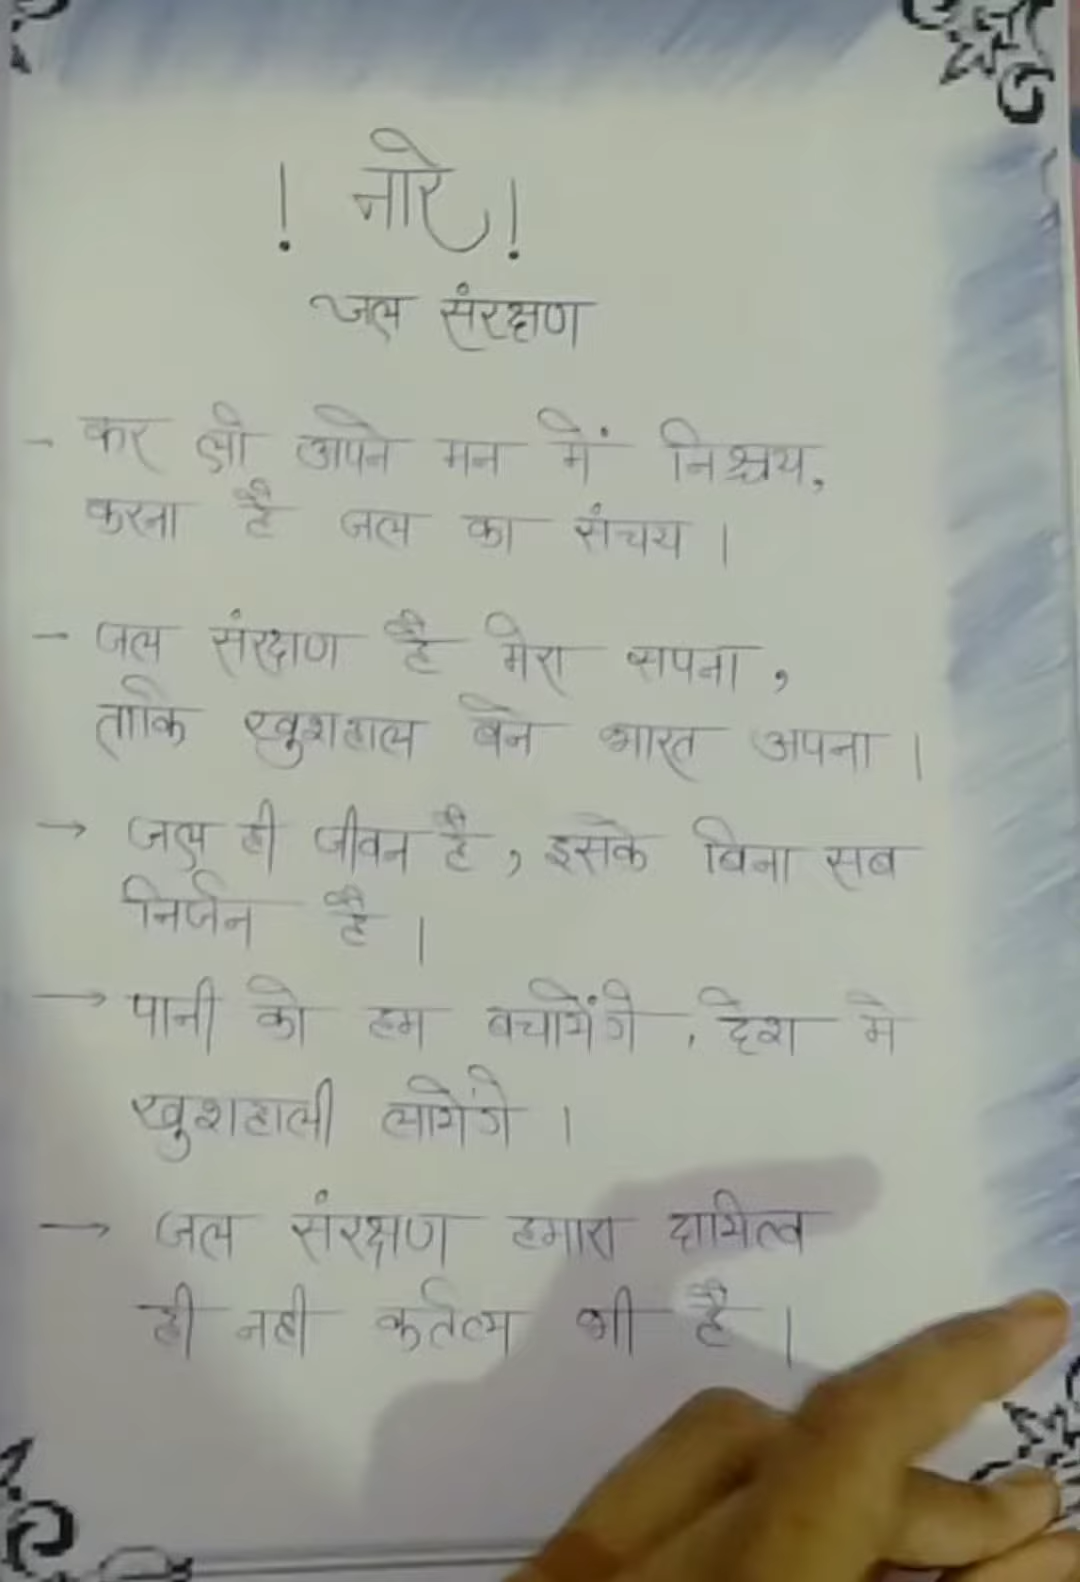 ! नारे !
जल संरक्षण
- कर लो अपने मन में निश्चय,
करना है जल का संचय ।
- जल संरक्षण है मेरा सपना ,
ताकि खुशहाल बने भारत अपना ।
→ जल ही जीवन है , इसके बिना सब
निर्जन है ।
→ पानी को हम बचायेंगे , देश मे
खुशहाली लायेंगे ।
→ जल संरक्षण हमारा दायित्व
ही नही कर्तव्य भी है ।